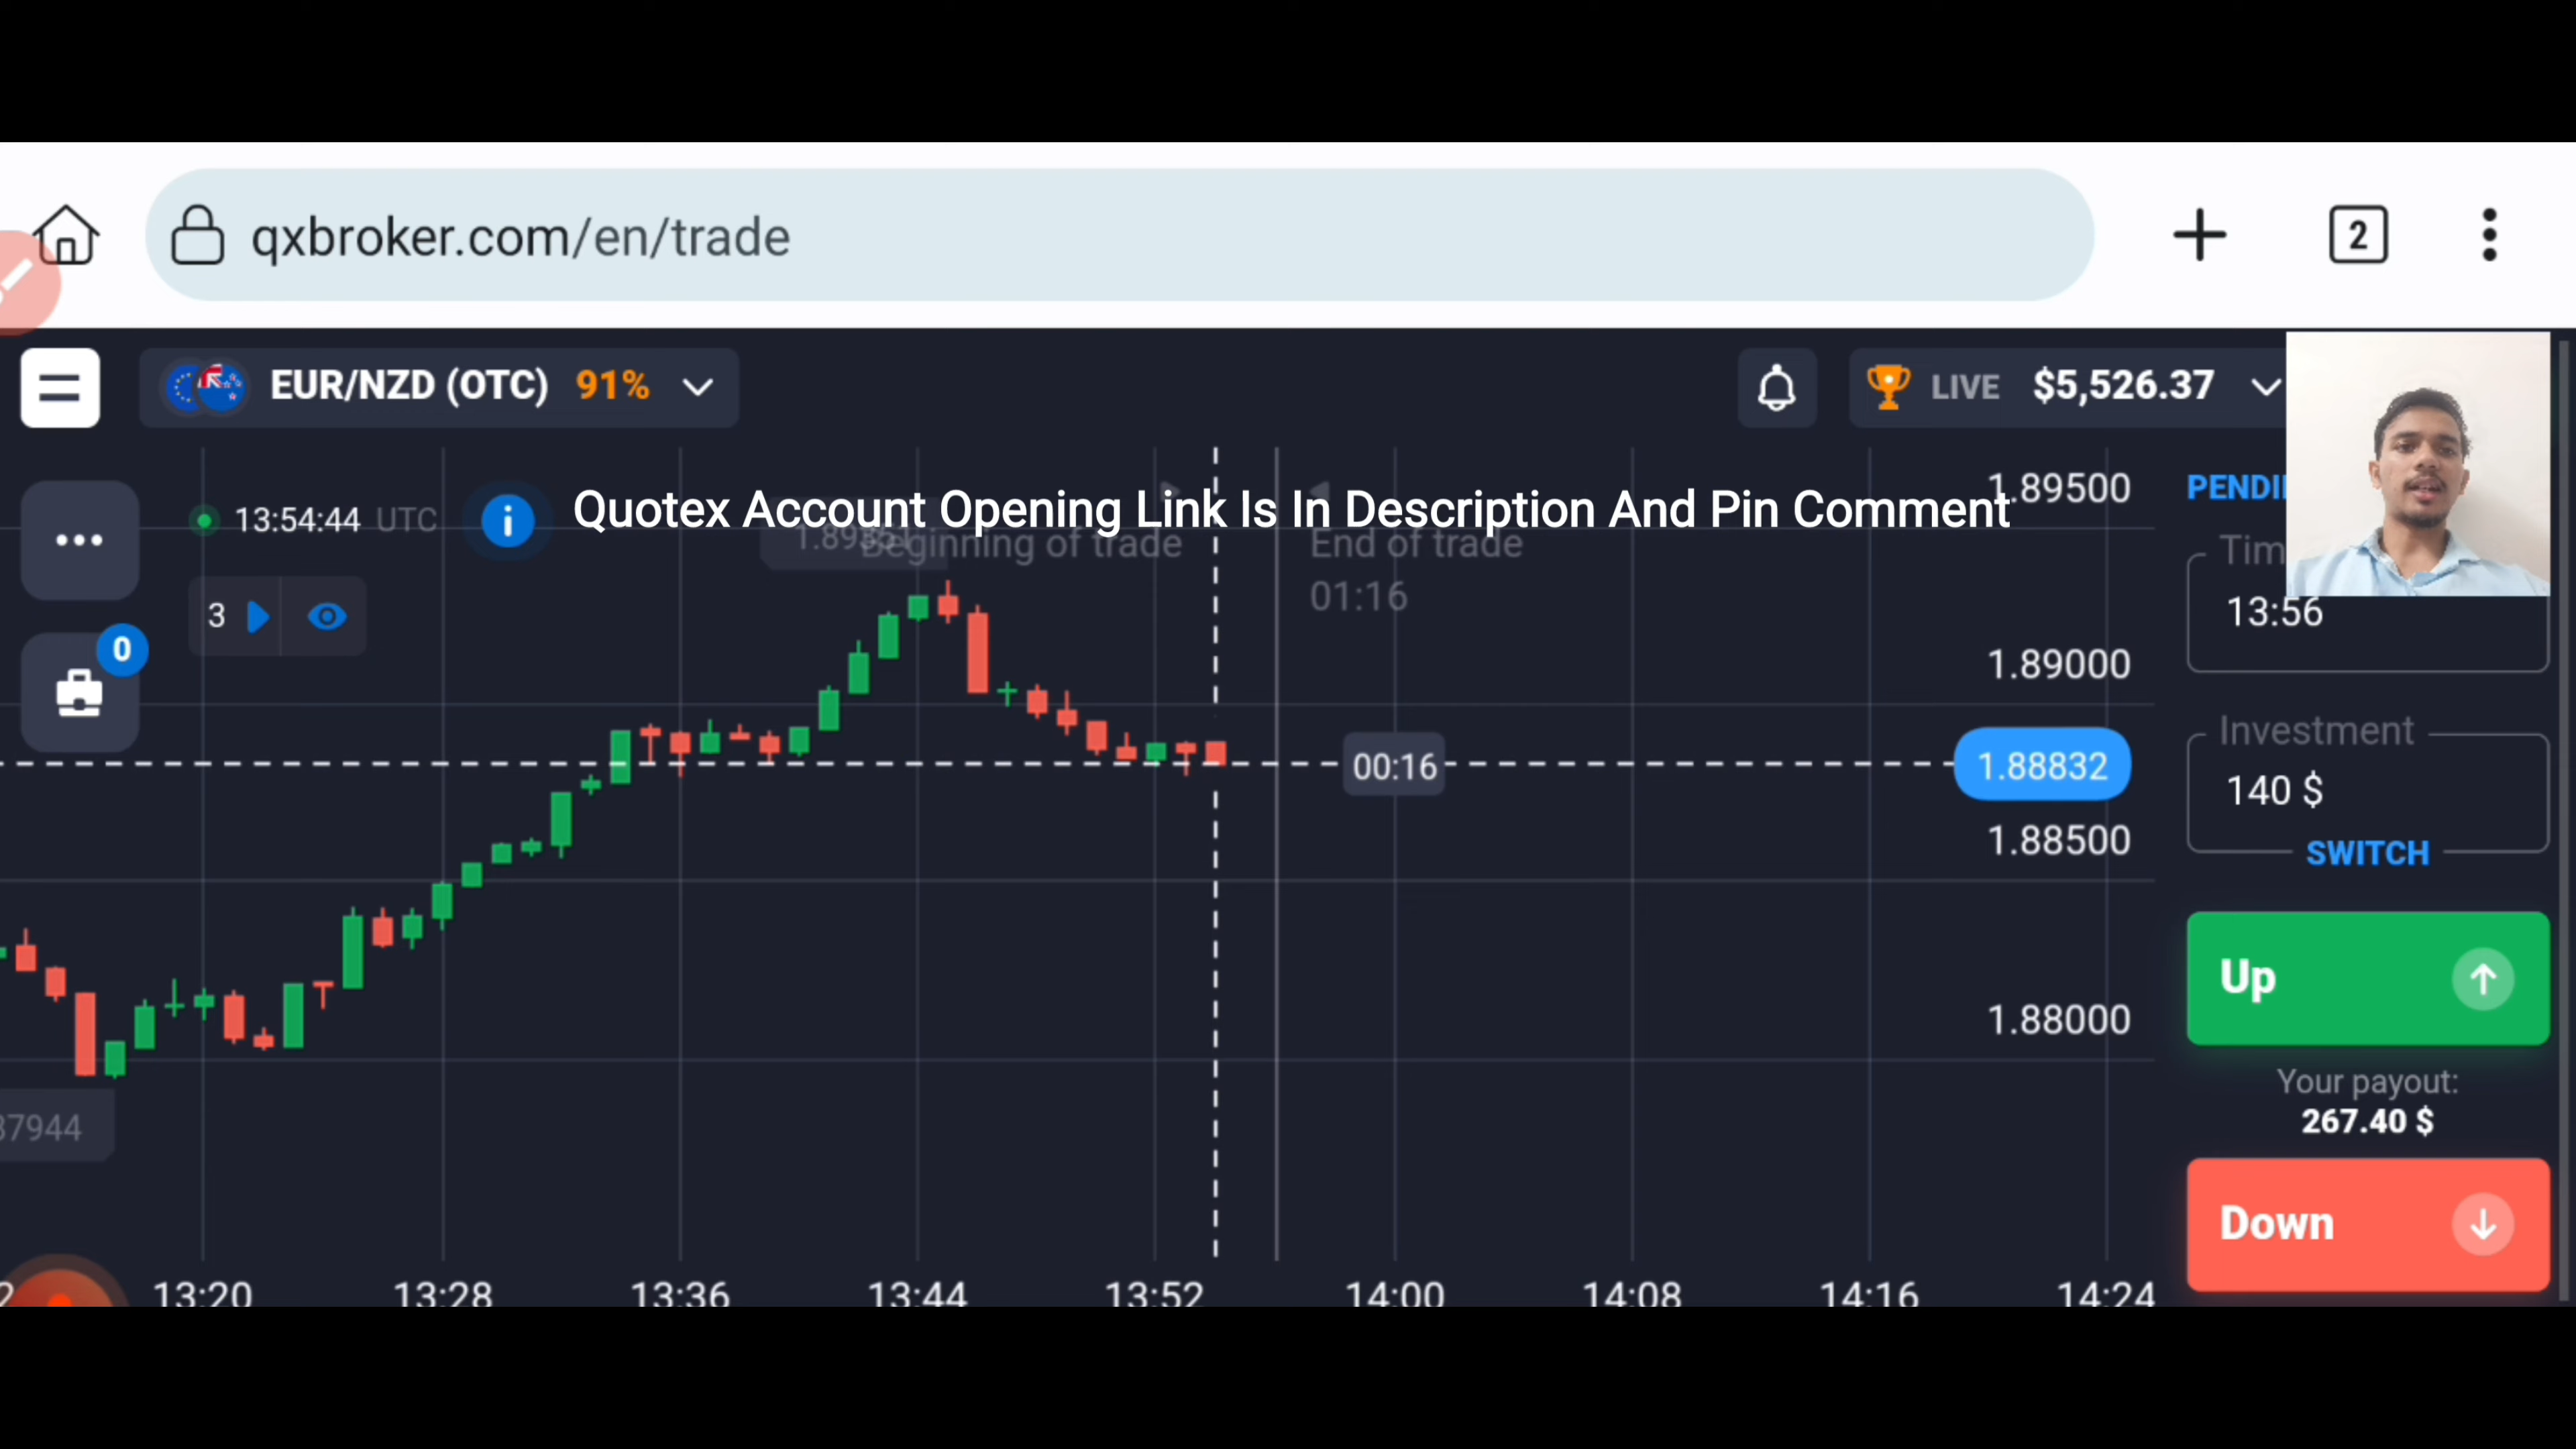 qxbroker.com/en/trade
2
EUR/NZD (OTC) 91%
LIVE $5,526.37
13:54:44 UTC
Quotex Account Opening Link Is In Description And Pin Comment
Beginning of trade
End of trade
01:16
3
0
1.89500
1.89000
1.88832
1.88500
1.88000
00:16
13:56
Investment
140 $
SWITCH
Up
Your payout:
267.40 $
Down
13:20 13:28 13:36 13:44 13:52 14:00 14:08 14:16 14:24